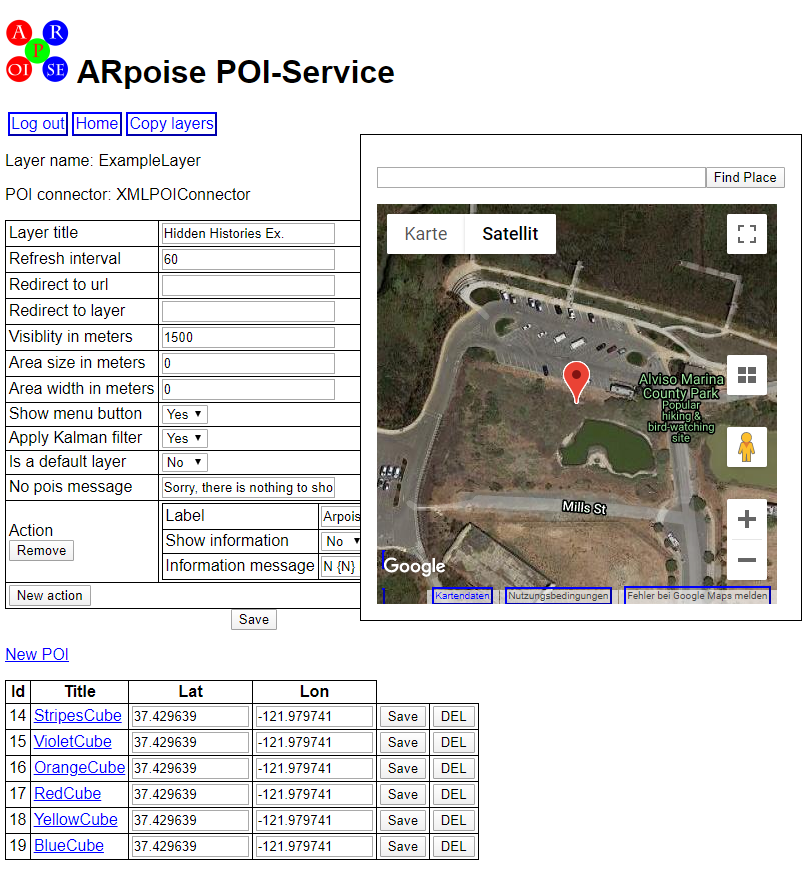 A R
P
OI SE
ARpoise POI-Service
Log out Home Copy layers
Layer name: ExampleLayer
POI connector: XMLPOIConnector
Layer title Hidden Histories Ex.
Refresh interval 60
Redirect to url
Redirect to layer
Visiblity in meters 1500
Area size in meters 0
Area width in meters 0
Show menu button Yes
Apply Kalman filter Yes
Is a default layer No
No pois message Sorry, there is nothing to sho
Action
Remove
Label Arpois
Show information No
Information message N {N}
New action
Save
Find Place
Karte Satellit
Alviso Marina
County Park
Popular
hiking &
bird-watching
site
Mills St
Google
Kartendaten Nutzungsbedingungen Fehler bei Google Maps melden
New POI
Id Title Lat Lon
14 StripesCube 37.429639 -121.979741 Save DEL
15 VioletCube 37.429639 -121.979741 Save DEL
16 OrangeCube 37.429639 -121.979741 Save DEL
17 RedCube 37.429639 -121.979741 Save DEL
18 YellowCube 37.429639 -121.979741 Save DEL
19 BlueCube 37.429639 -121.979741 Save DEL